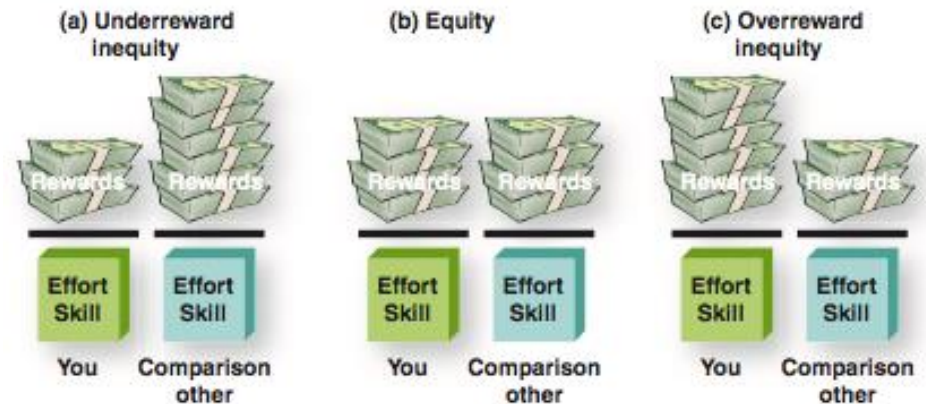 (a) Underreward
inequity
(b) Equity
(c) Overreward
inequity
Rewards Rewards
Rewards Rewards
Rewards Rewards
Effort
Skill
Effort
Skill
Effort
Skill
Effort
Skill
Effort
Skill
Effort
Skill
You
Comparison
other
You
Comparison
other
You
Comparison
other